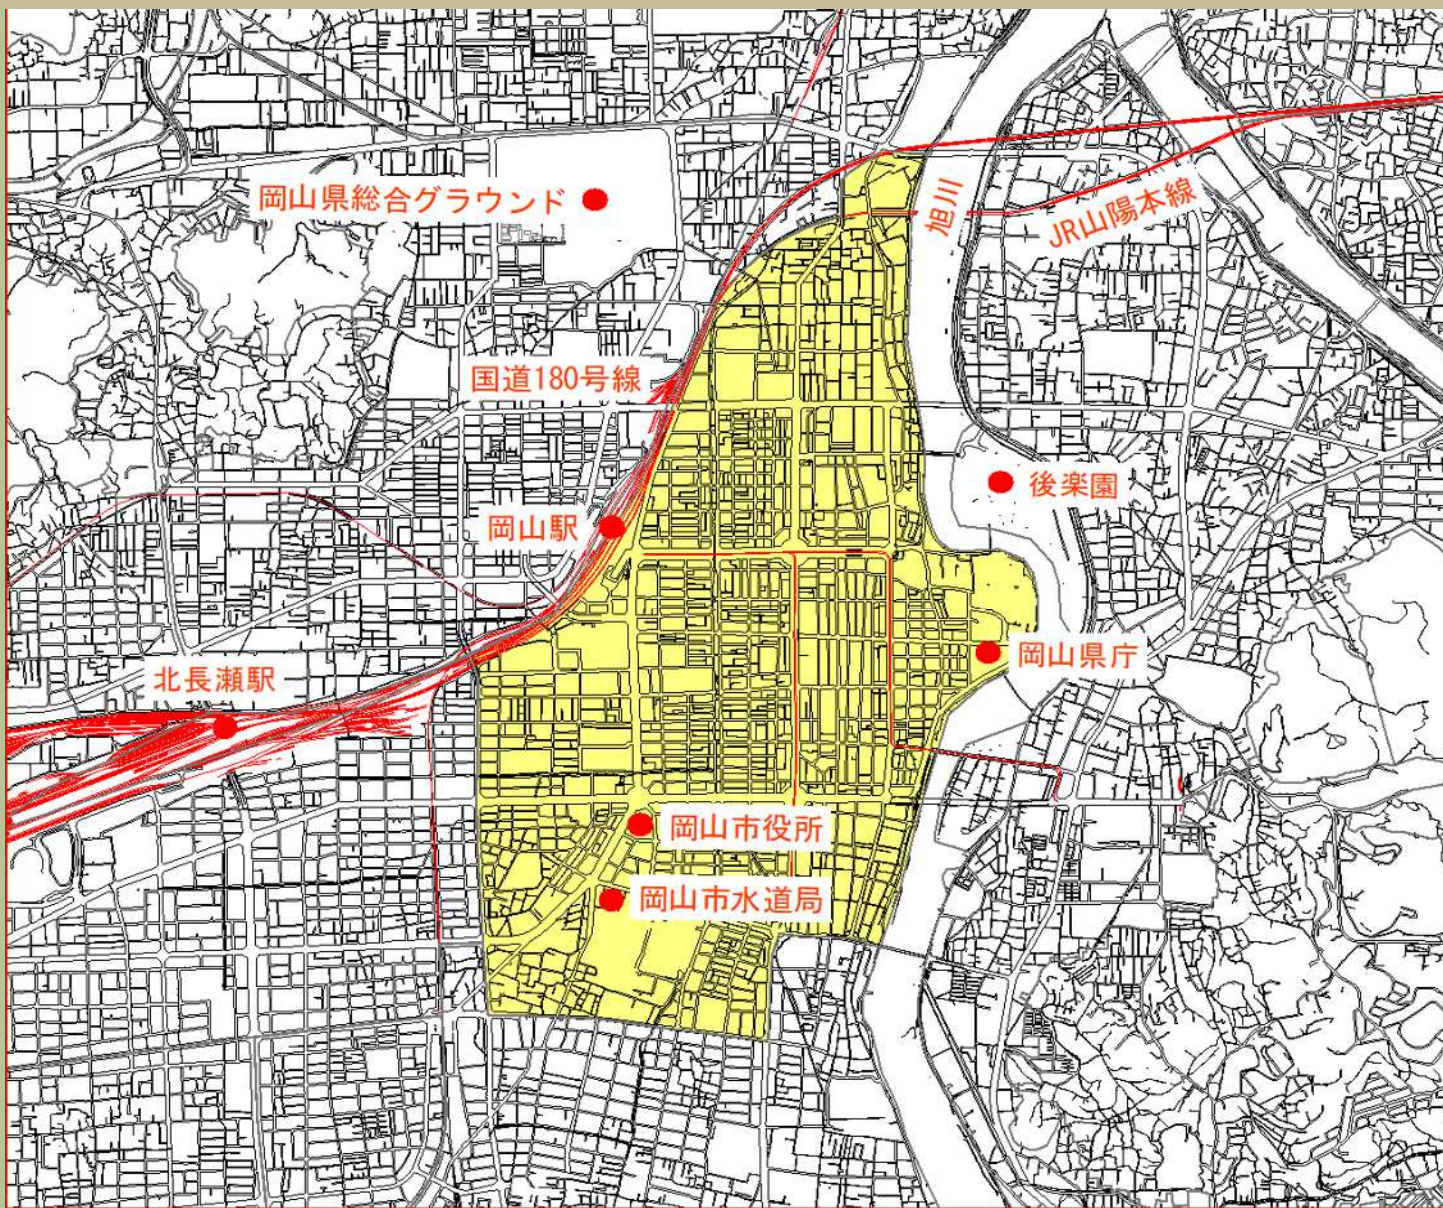 岡山県総合グラウンド
旭川
JR山陽本線
国道180号線
後楽園
岡山駅
岡山県庁
北長瀬駅
岡山市役所
岡山市水道局